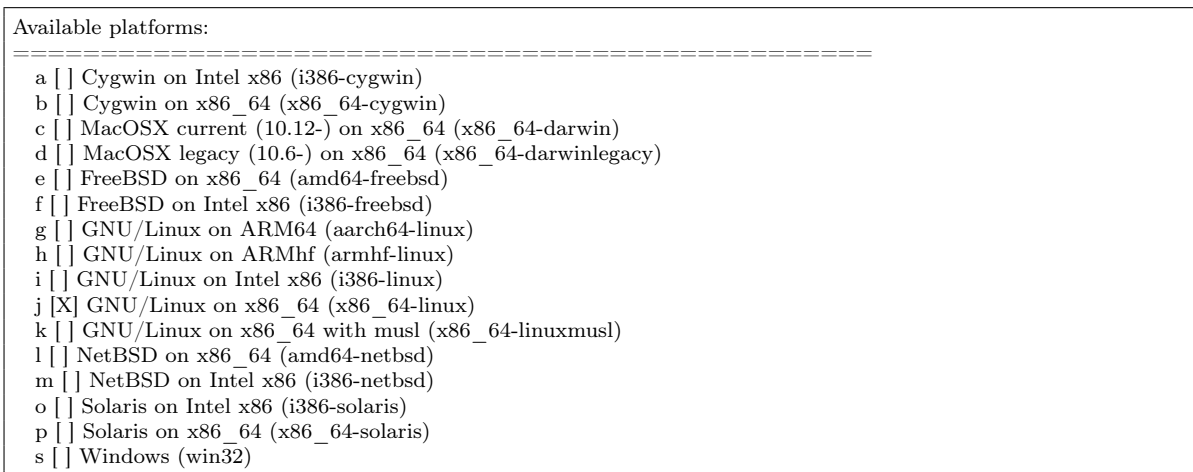 Available platforms:
=================================================
a [ ] Cygwin on Intel x86 (i386-cygwin)
b [ ] Cygwin on x86_64 (x86_64-cygwin)
c [ ] MacOSX current (10.12-) on x86_64 (x86_64-darwin)
d [ ] MacOSX legacy (10.6-) on x86_64 (x86_64-darwinlegacy)
e [ ] FreeBSD on x86_64 (amd64-freebsd)
f [ ] FreeBSD on Intel x86 (i386-freebsd)
g [ ] GNU/Linux on ARM64 (aarch64-linux)
h [ ] GNU/Linux on ARMhf (armhf-linux)
i [ ] GNU/Linux on Intel x86 (i386-linux)
j [X] GNU/Linux on x86_64 (x86_64-linux)
k [ ] GNU/Linux on x86_64 with musl (x86_64-linuxmusl)
l [ ] NetBSD on x86_64 (amd64-netbsd)
m [ ] NetBSD on Intel x86 (i386-netbsd)
o [ ] Solaris on Intel x86 (i386-solaris)
p [ ] Solaris on x86_64 (x86_64-solaris)
s [ ] Windows (win32)